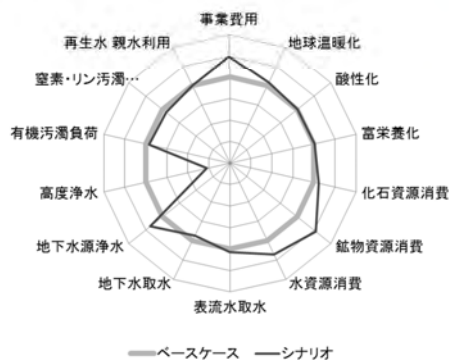 事業費用
地球温暖化
酸性化
富栄養化
化石資源消費
鉱物資源消費
水資源消費
表流水取水
地下水取水
地下水源浄水
高度浄水
有機汚濁負荷
窒素・リン汚濁…
再生水 親水利用
ベースケース
シナリオ